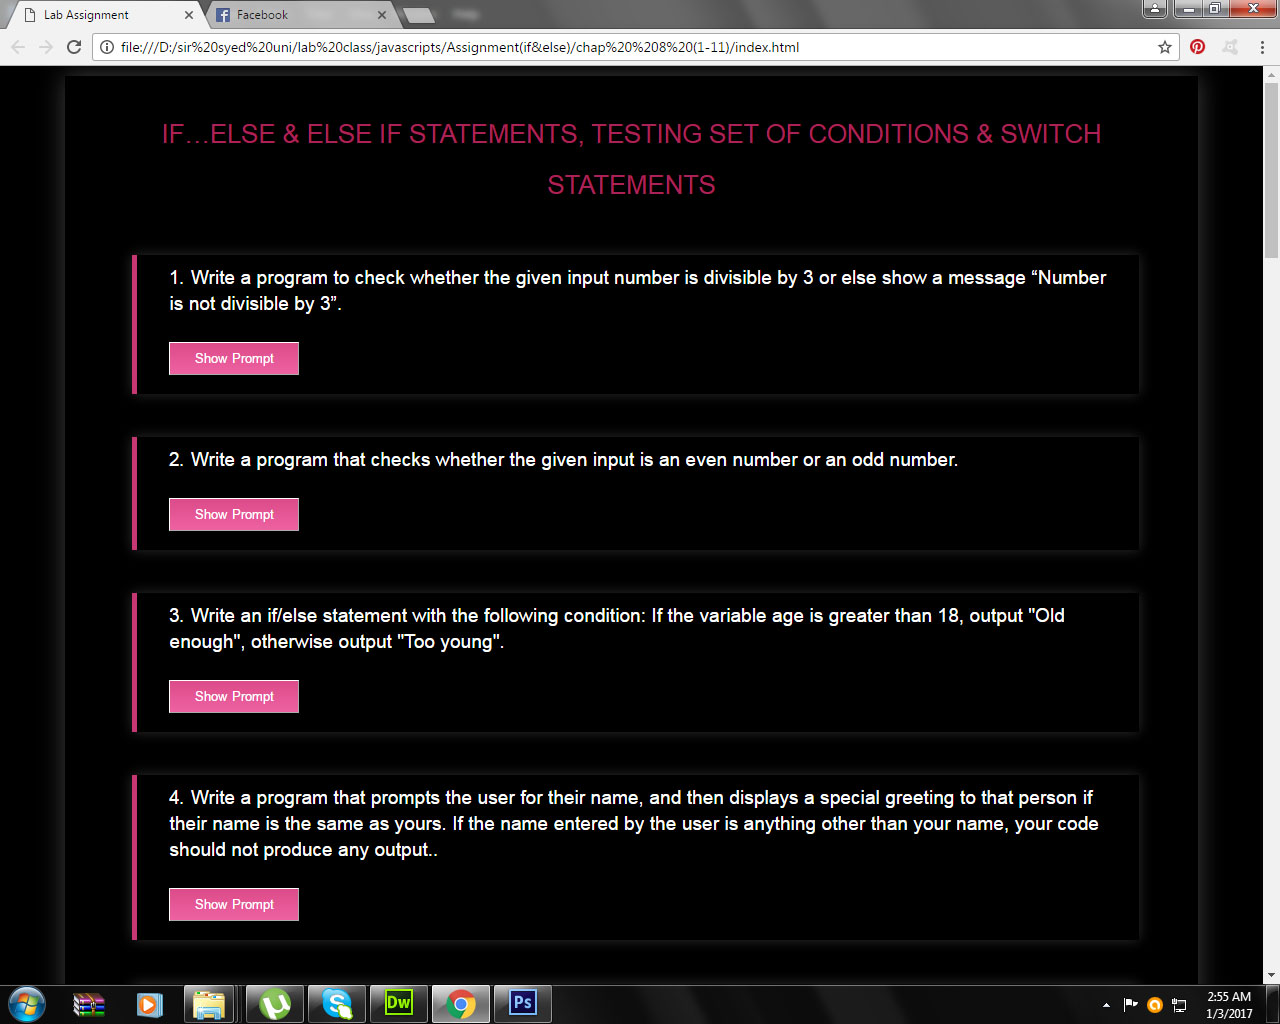 Lab Assignment
Facebook
Help
file:///D:/sir%20syed%20uni/lab%20class/javascripts/Assignment(if&else)/chap%20%208%20(1-11)/index.html
IF...ELSE & ELSE IF STATEMENTS, TESTING SET OF CONDITIONS & SWITCH
STATEMENTS
1. Write a program to check whether the given input number is divisible by 3 or else show a message “Number
is not divisible by 3”.
Show Prompt
2. Write a program that checks whether the given input is an even number or an odd number.
Show Prompt
3. Write an if/else statement with the following condition: If the variable age is greater than 18, output "Old
enough", otherwise output "Too young".
Show Prompt
4. Write a program that prompts the user for their name, and then displays a special greeting to that person if
their name is the same as yours. If the name entered by the user is anything other than your name, your code
should not produce any output..
Show Prompt
Dw
Ps
2:55 AM
1/3/2017